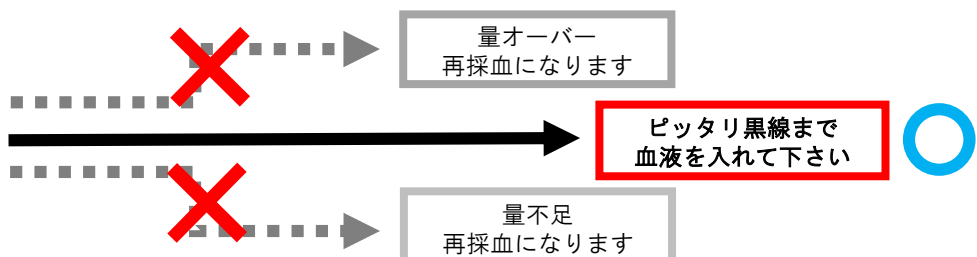 量オーバー
再採血になります
ピッタリ黒線まで
血液を入れて下さい
量不足
再採血になります